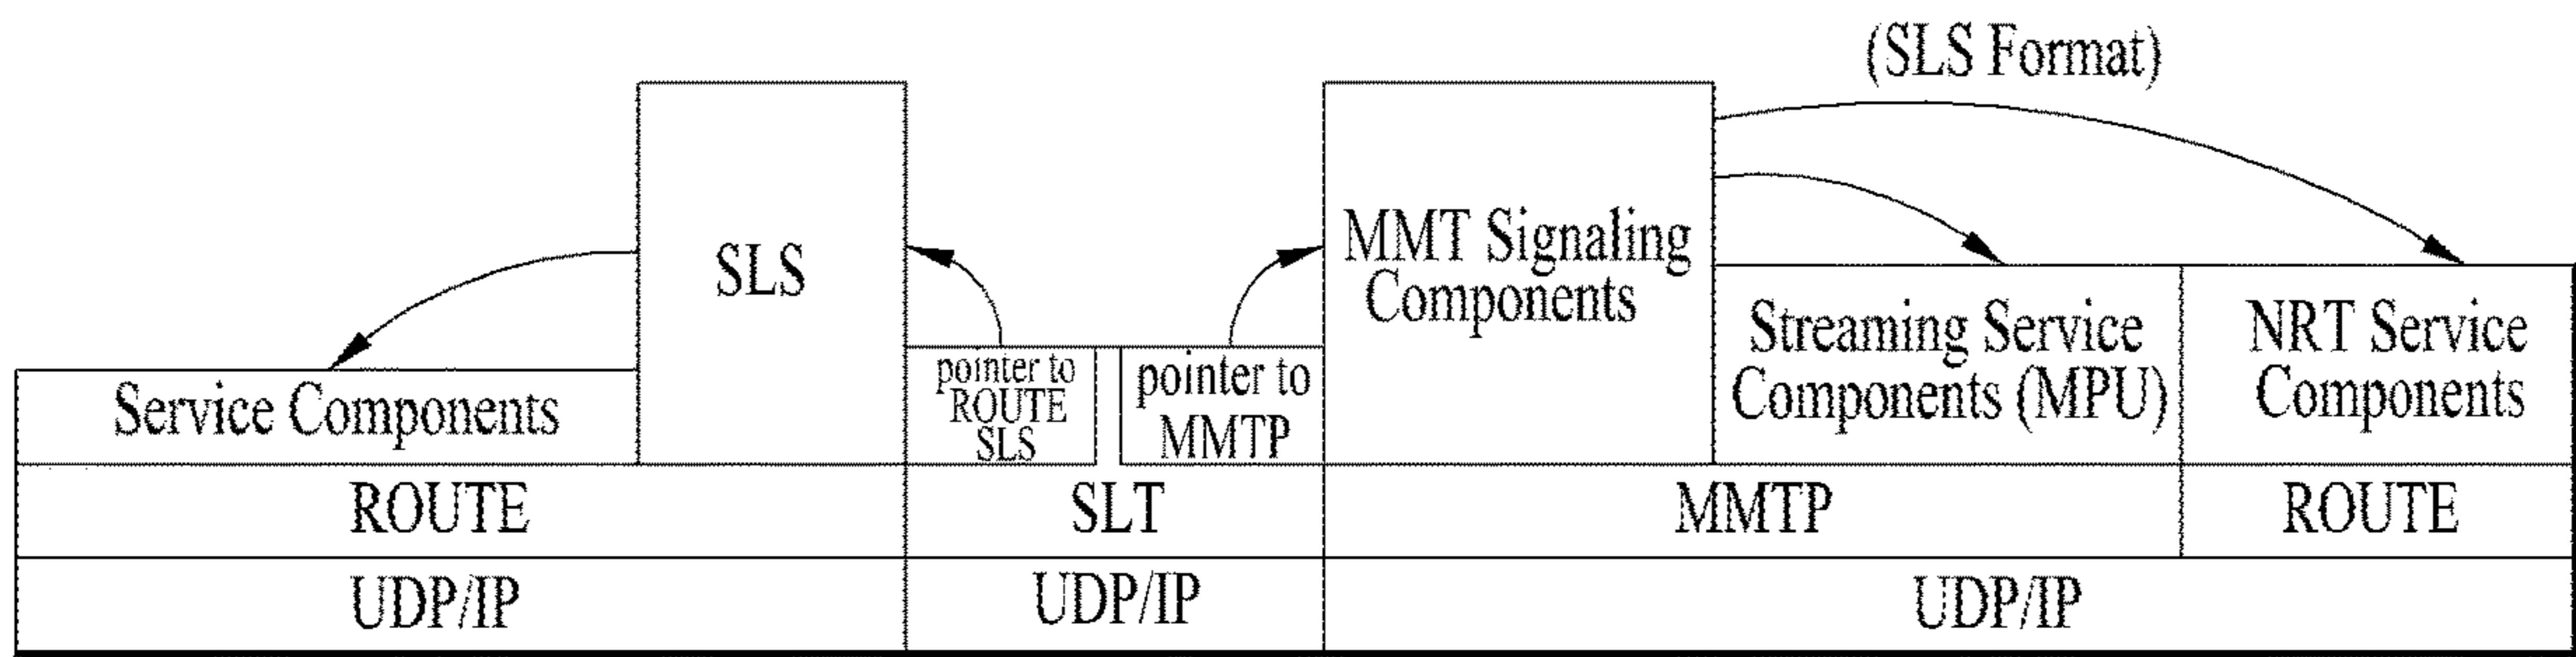 (SLS Format)
SLS
MMT Signaling
Components
Service Components
pointer to
ROUTE
SLS
pointer to
MMTP
Streaming Service
Components (MPU)
NRT Service
Components
ROUTE
SLT
MMTP
ROUTE
UDP/IP
UDP/IP
UDP/IP